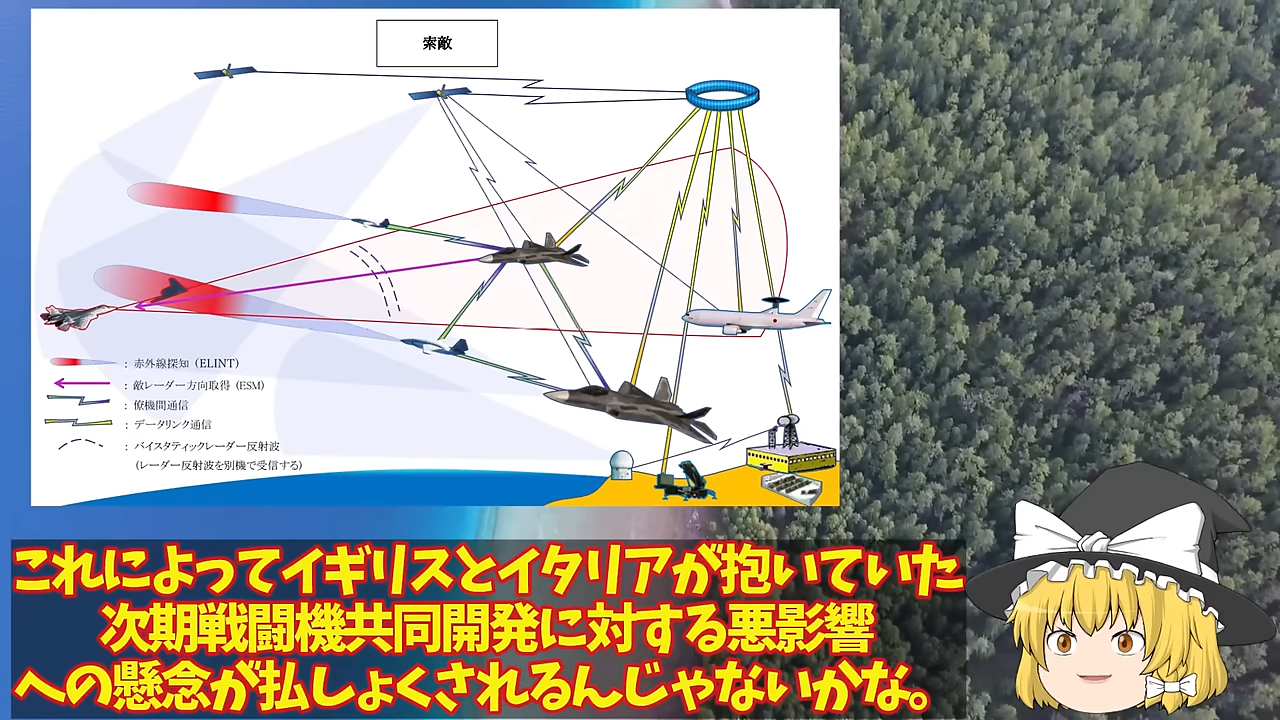 索敵
：赤外線探知（ELINT）
：敵レーダー方向取得（ESM）
：僚機間通信
：データリンク通信
：バイスタティックレーダー反射波
（レーダー反射波を別機で受信する）
これによってイギリスとイタリアが抱いていた
次期戦闘機共同開発に対する悪影響
への懸念が払しょくされるんじゃないかな。